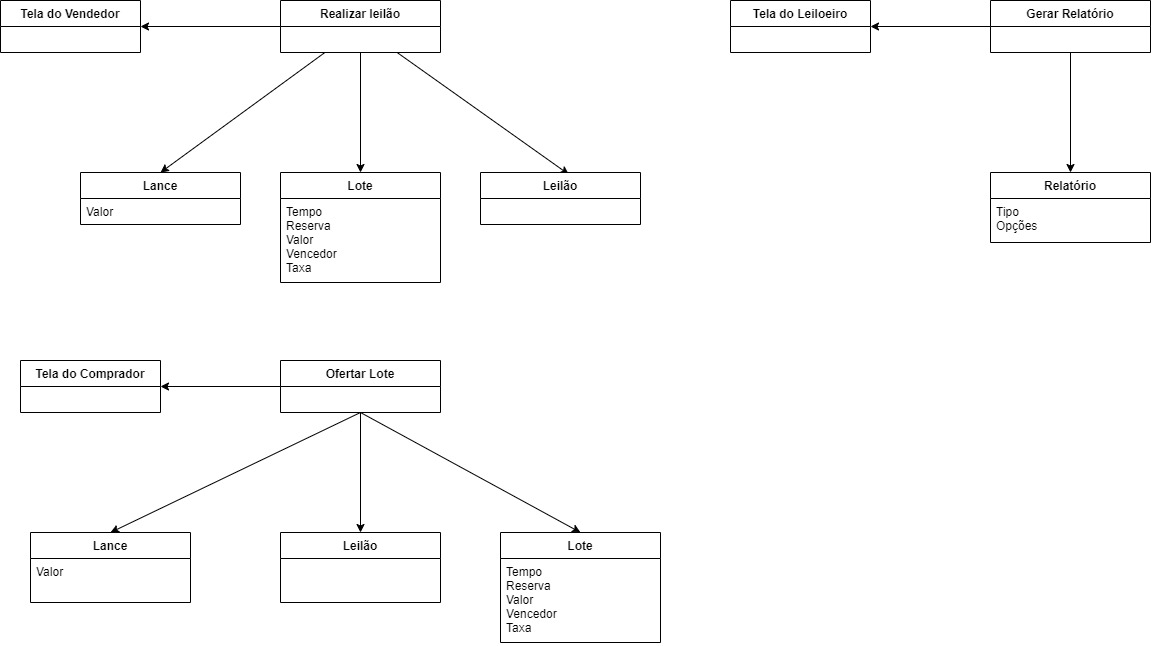 Tela do Vendedor
Realizar leilão
Tela do Leiloeiro
Gerar Relatório
Lance
Valor
Lote
Tempo
Reserva
Valor
Vencedor
Taxa
Leilão
Relatório
Tipo
Opções
Tela do Comprador
Ofertar Lote
Lance
Valor
Leilão
Lote
Tempo
Reserva
Valor
Vencedor
Taxa